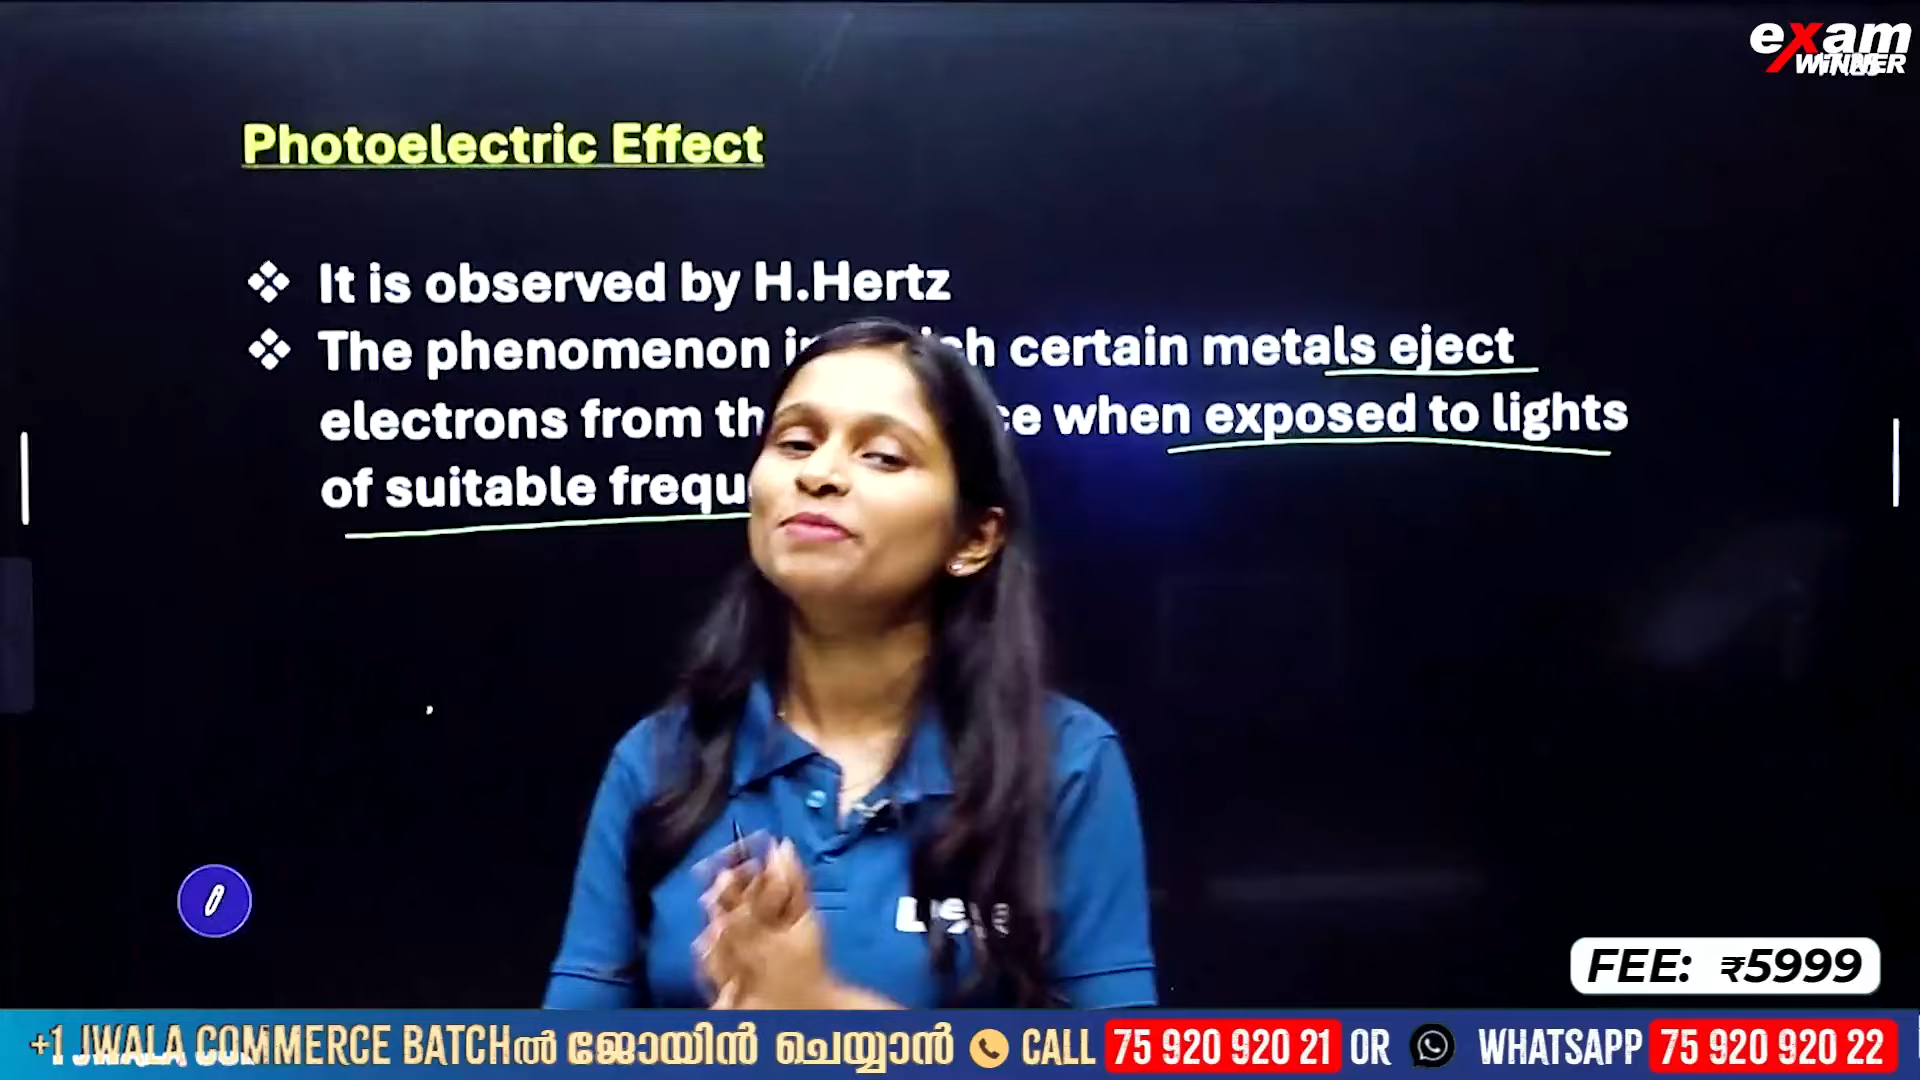 exam
WINNER
Photoelectric Effect
It is observed by H.Hertz
The phenomenon certain metals eject
electrons from when exposed to lights
of suitable
FEE: ₹5999
+1 JWALA COMMERCE BATCHൽ ജോയിൻ ചെയ്യാൻ CALL 75 920 920 21 OR WHATSAPP 75 920 920 22